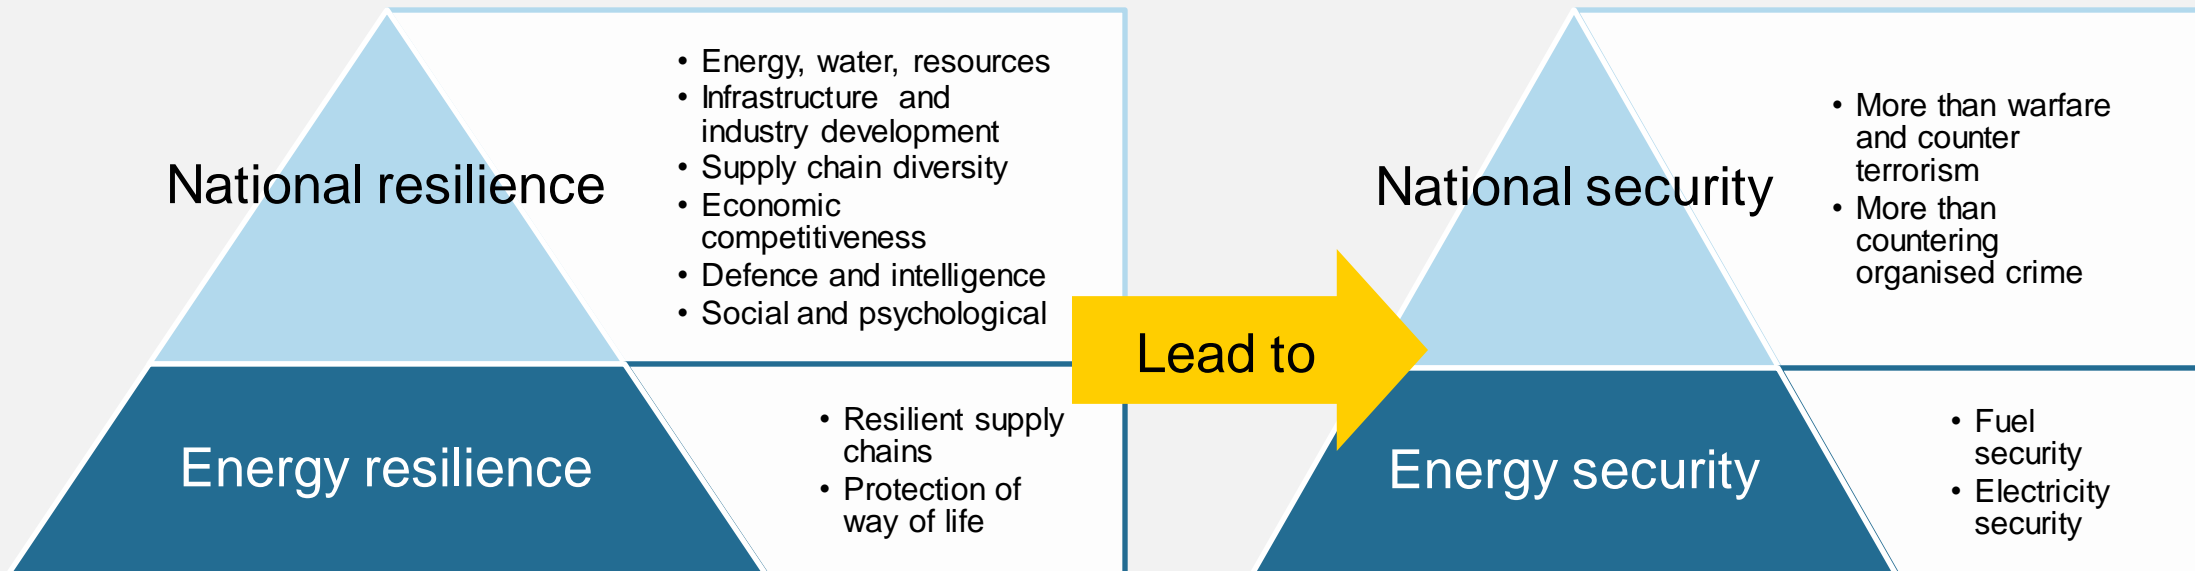 National resilience
• Energy, water, resources
• Infrastructure and
industry development
• Supply chain diversity
• Economic
competitiveness
• Defence and intelligence
• Social and psychological
Energy resilience
• Resilient supply
chains
• Protection of
way of life
Lead to
National security
• More than warfare
and counter
terrorism
• More than
countering
organised crime
Energy security
• Fuel
security
• Electricity
security